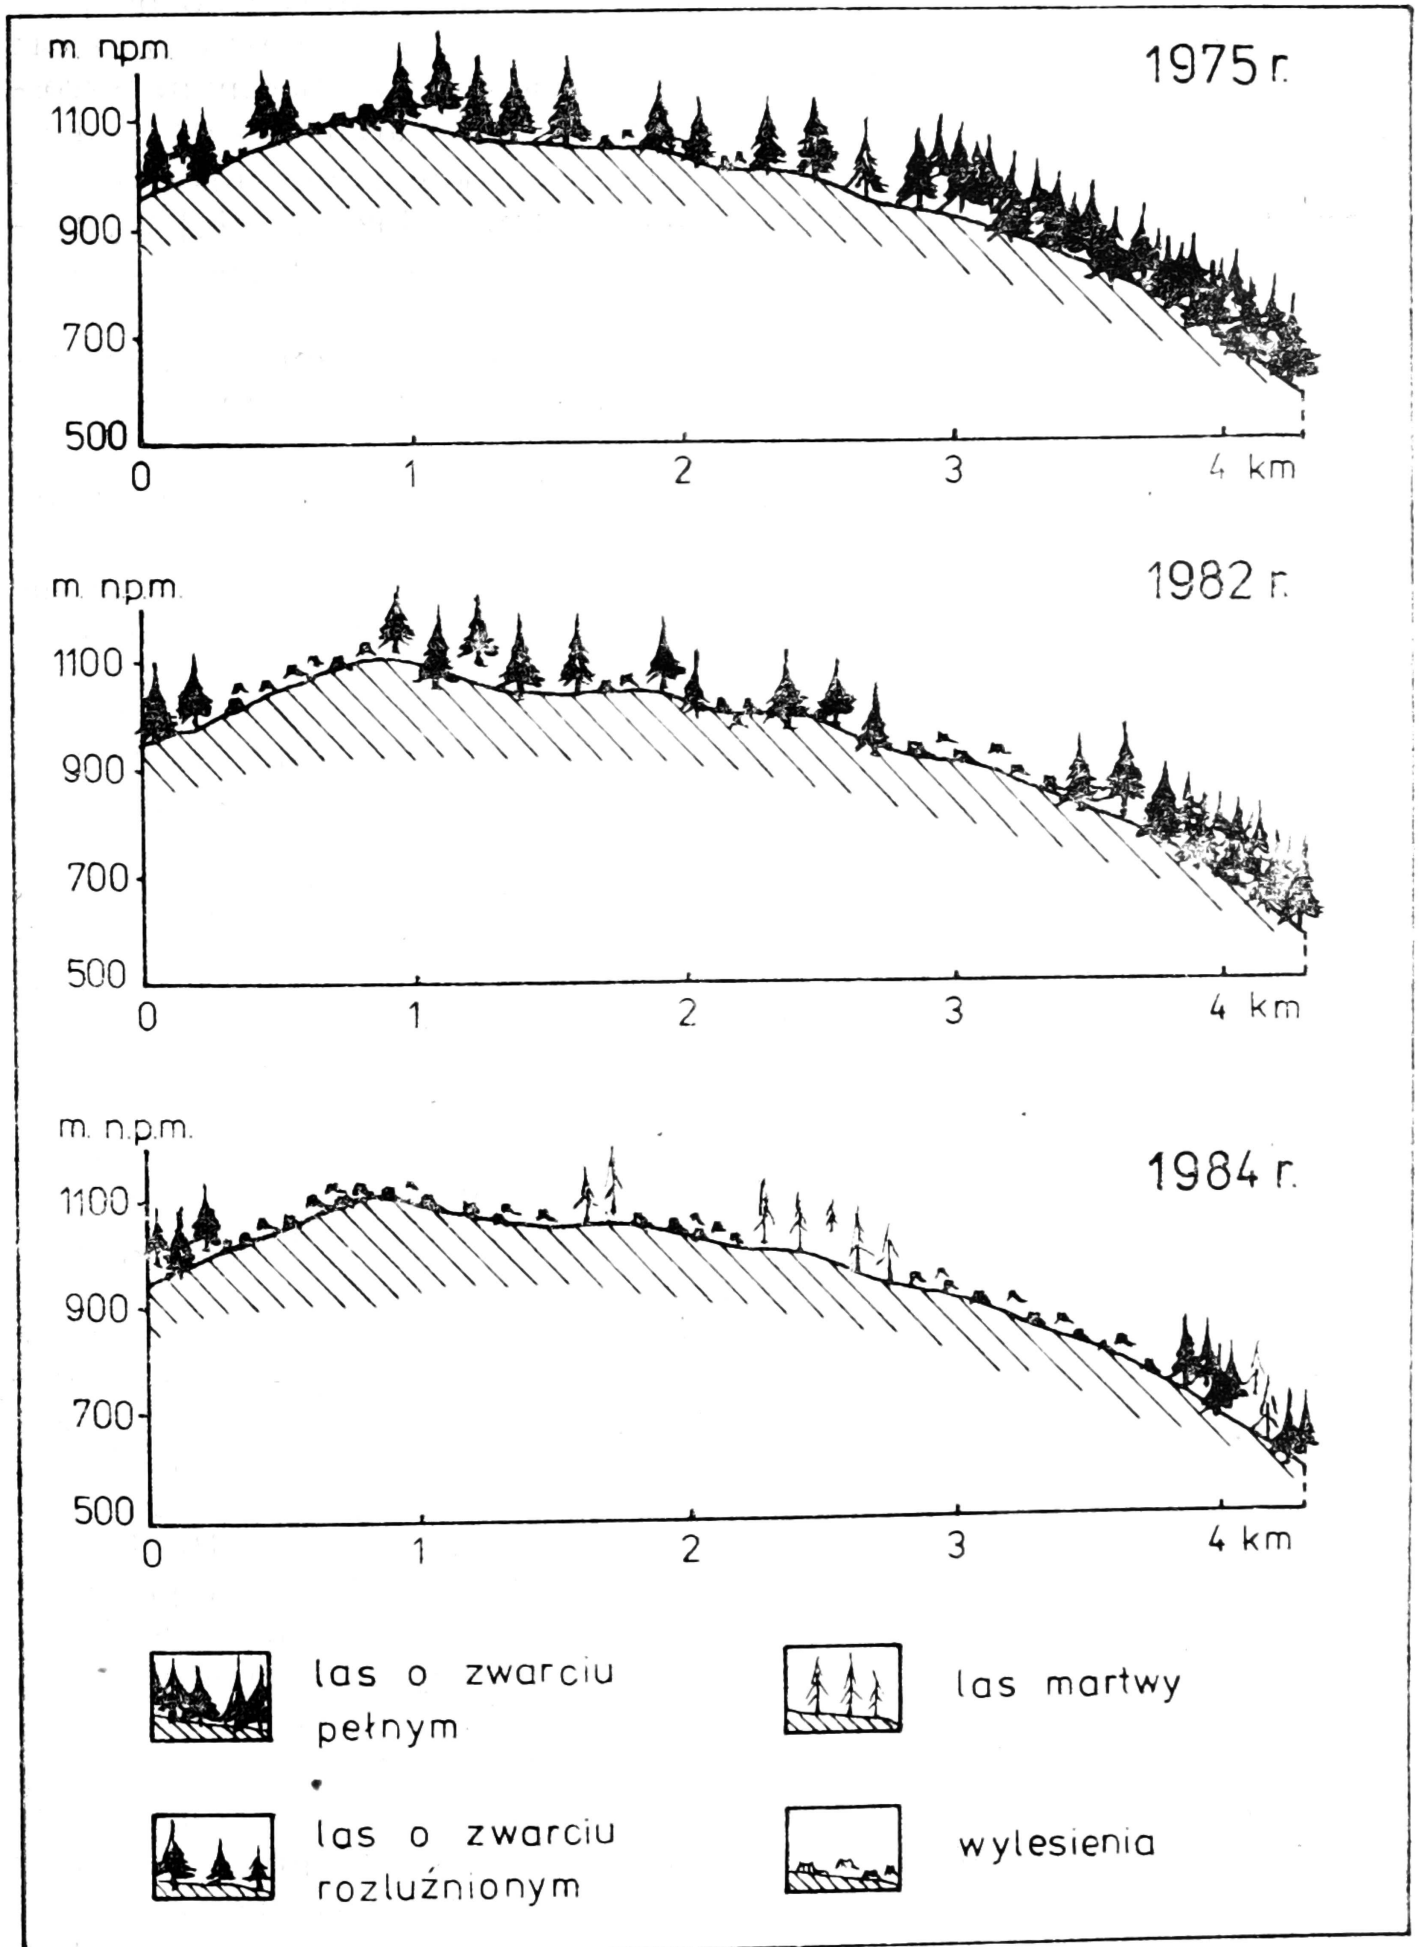 m. n.p.m.
1975 r.
1100
900
700
500
0 1 2 3 4 km
m. n.p.m.
1982 r.
1100
900
700
500
0 1 2 3 4 km
m. n.p.m.
1984 r.
1100
900
700
500
0 1 2 3 4 km
las o zwarciu
pełnym
las martwy
las o zwarciu
rozluźnionym
wylesienia